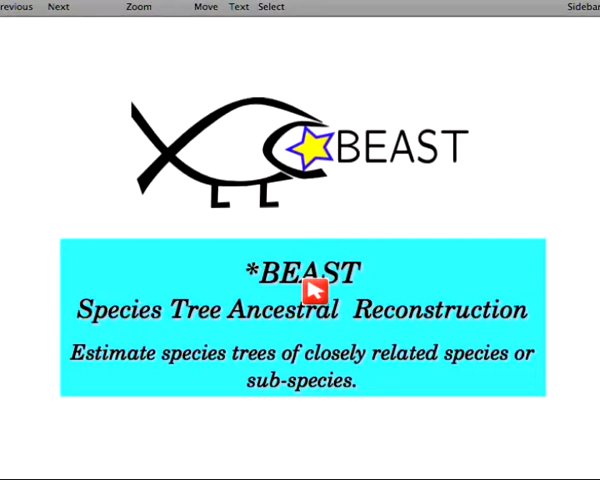 revious Next Zoom Move Text Select Sidebar
BEAST
*BEAST
Species Tree Ancestral Reconstruction
Estimate species trees of closely related species or
sub-species.